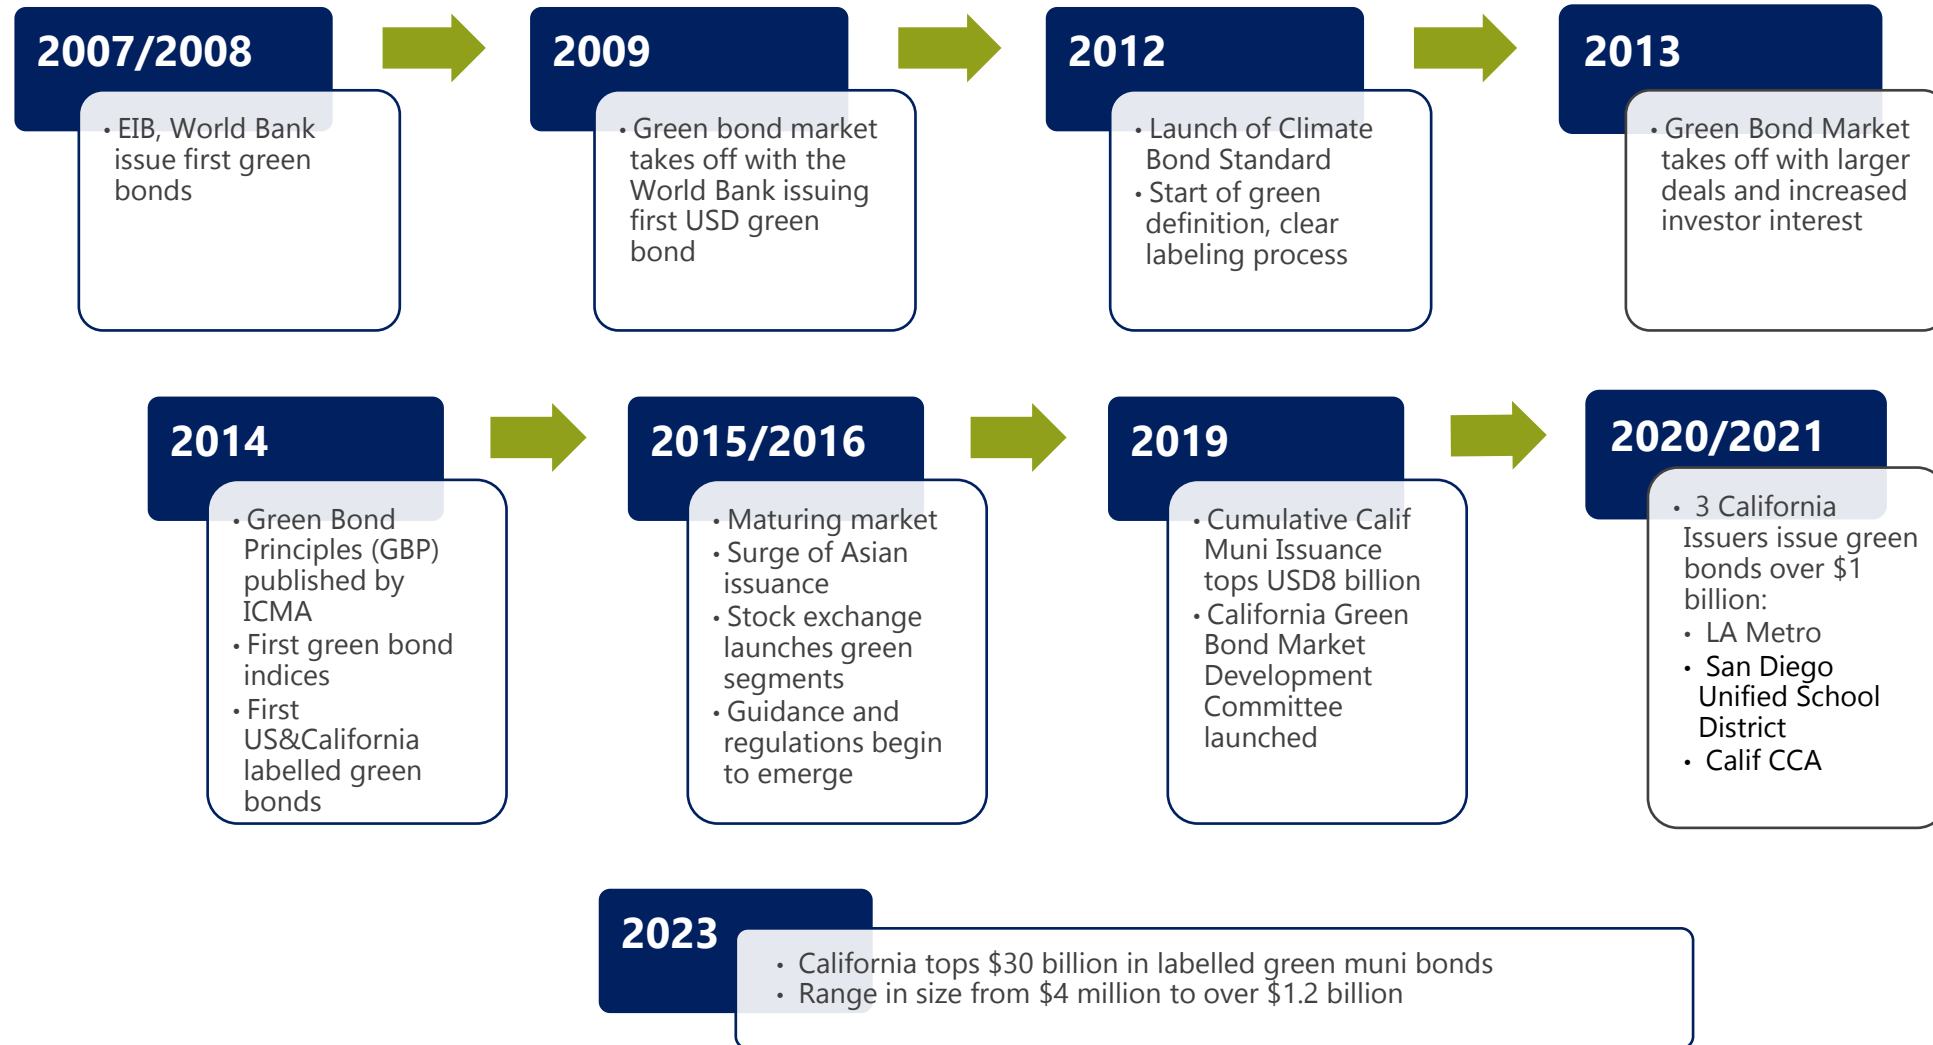 2007/2008
• EIB, World Bank
issue first green
bonds
2009
• Green bond market
takes off with the
World Bank issuing
first USD green
bond
2012
• Launch of Climate
Bond Standard
• Start of green
definition, clear
labeling process
2013
• Green Bond Market
takes off with larger
deals and increased
investor interest
2014
• Green Bond
Principles (GBP)
published by
ICMA
• First green bond
indices
• First
US&California
labelled green
bonds
2015/2016
• Maturing market
• Surge of Asian
issuance
• Stock exchange
launches green
segments
• Guidance and
regulations begin
to emerge
2019
• Cumulative Calif
Muni Issuance
tops USD8 billion
• California Green
Bond Market
Development
Committee
launched
2020/2021
• 3 California
Issuers issue green
bonds over $1
billion:
• LA Metro
• San Diego
Unified School
District
• Calif CCA
2023
• California tops $30 billion in labelled green muni bonds
• Range in size from $4 million to over $1.2 billion